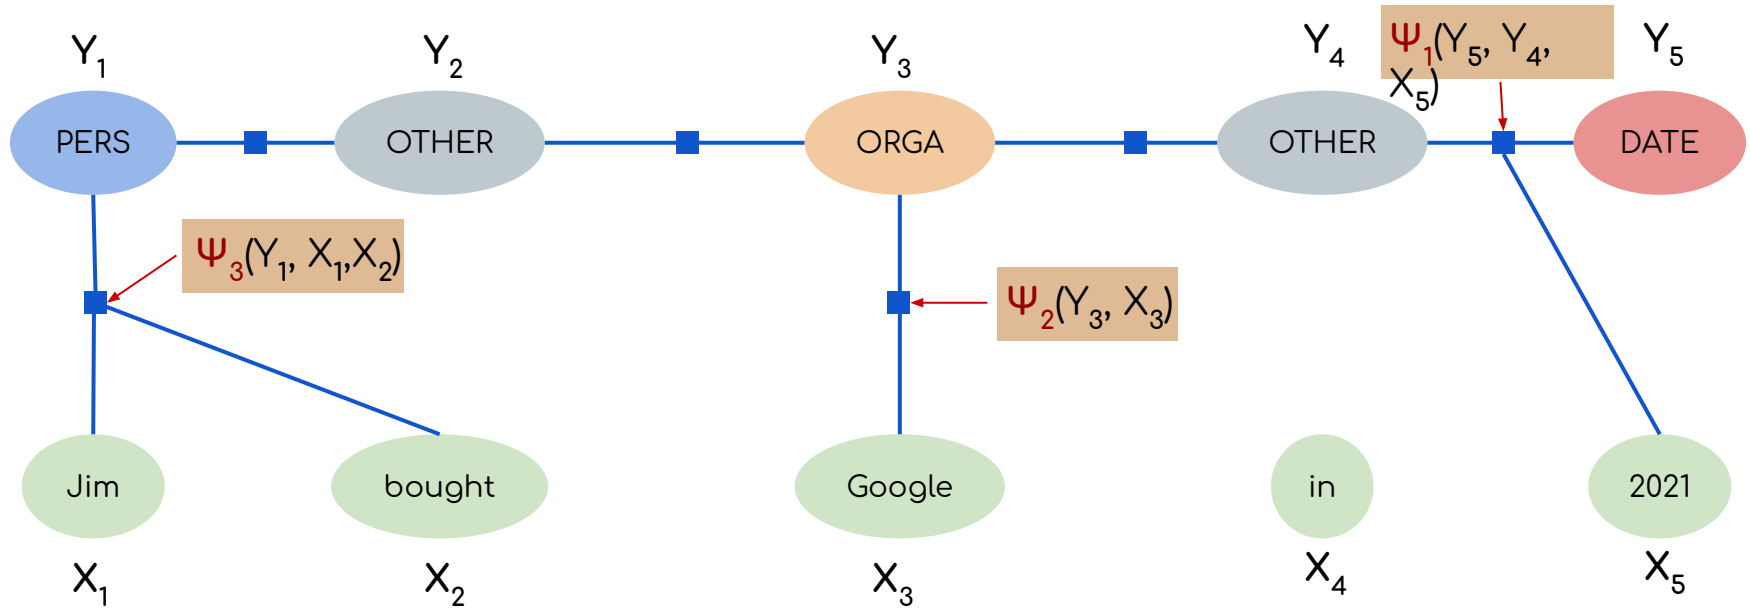 Y1
Y2
Y3
Y4
Ψ1(Y5, Y4,
X5)
Y5
PERS
OTHER
ORGA
OTHER
DATE
Ψ3(Y1, X1,X2)
Ψ2(Y3, X3)
Jim
bought
Google
in
2021
X1
X2
X3
X4
X5